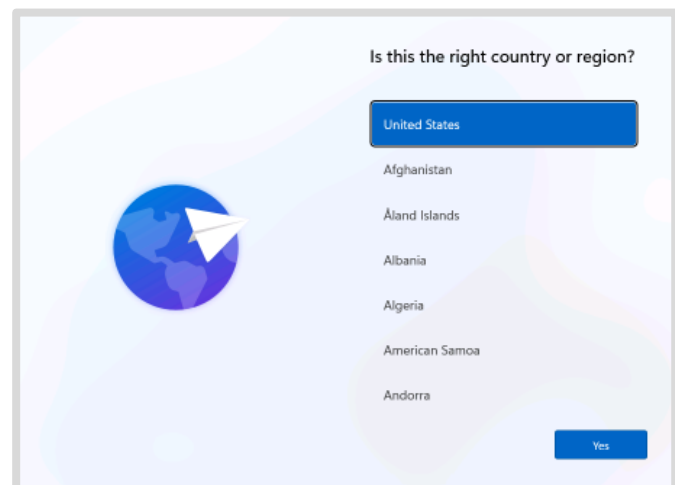 Is this the right country or region?
United States
Afghanistan
Åland Islands
Albania
Algeria
American Samoa
Andorra
Yes